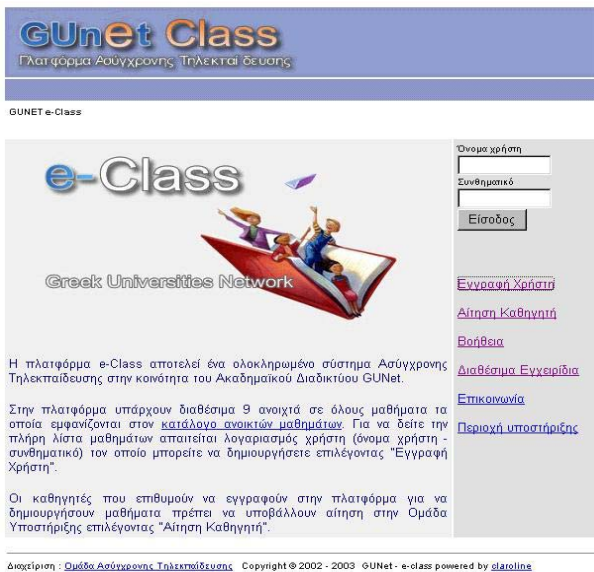 GUnet Class
Πλατφόρμα Ασύγχρονης Τηλεκπαίδευσης
GUNET e-Class
e-Class
Greek Universities Network
Όνομα χρήστη
Συνθηματικό
Είσοδος
Εγγραφή Χρήστη
Αίτηση Καθηγητή
Βοήθεια
Διαθέσιμα Εγχειρίδια
Επικοινωνία
Περιοχή υποστήριξης
Η πλατφόρμα e-Class αποτελεί ένα ολοκληρωμένο σύστημα Ασύγχρονης
Τηλεκπαίδευσης στην κοινότητα του Ακαδημαϊκού Διαδικτύου GUNet.
Στην πλατφόρμα υπάρχουν διαθέσιμα 9 ανοιχτά σε όλους μαθήματα τα
οποία εμφανίζονται στον κατάλογο ανοικτών μαθημάτων. Για να δείτε την
πλήρη λίστα μαθημάτων απαιτείται λογαριασμός χρήστη (όνομα χρήστη -
συνθηματικό) τον οποίο μπορείτε να δημιουργήσετε επιλέγοντας "Εγγραφή
Χρήστη".
Οι καθηγητές που επιθυμούν να εγγραφούν στην πλατφόρμα για να
δημιουργήσουν μαθήματα πρέπει να υποβάλλουν αίτηση στην Ομάδα
Υποστήριξης επιλέγοντας "Αίτηση Καθηγητή".
Διαχείριση : Ομάδα Ασύγχρονης Τηλεκπαίδευσης Copyright © 2002 - 2003 GUNet - e-class powered by claroline